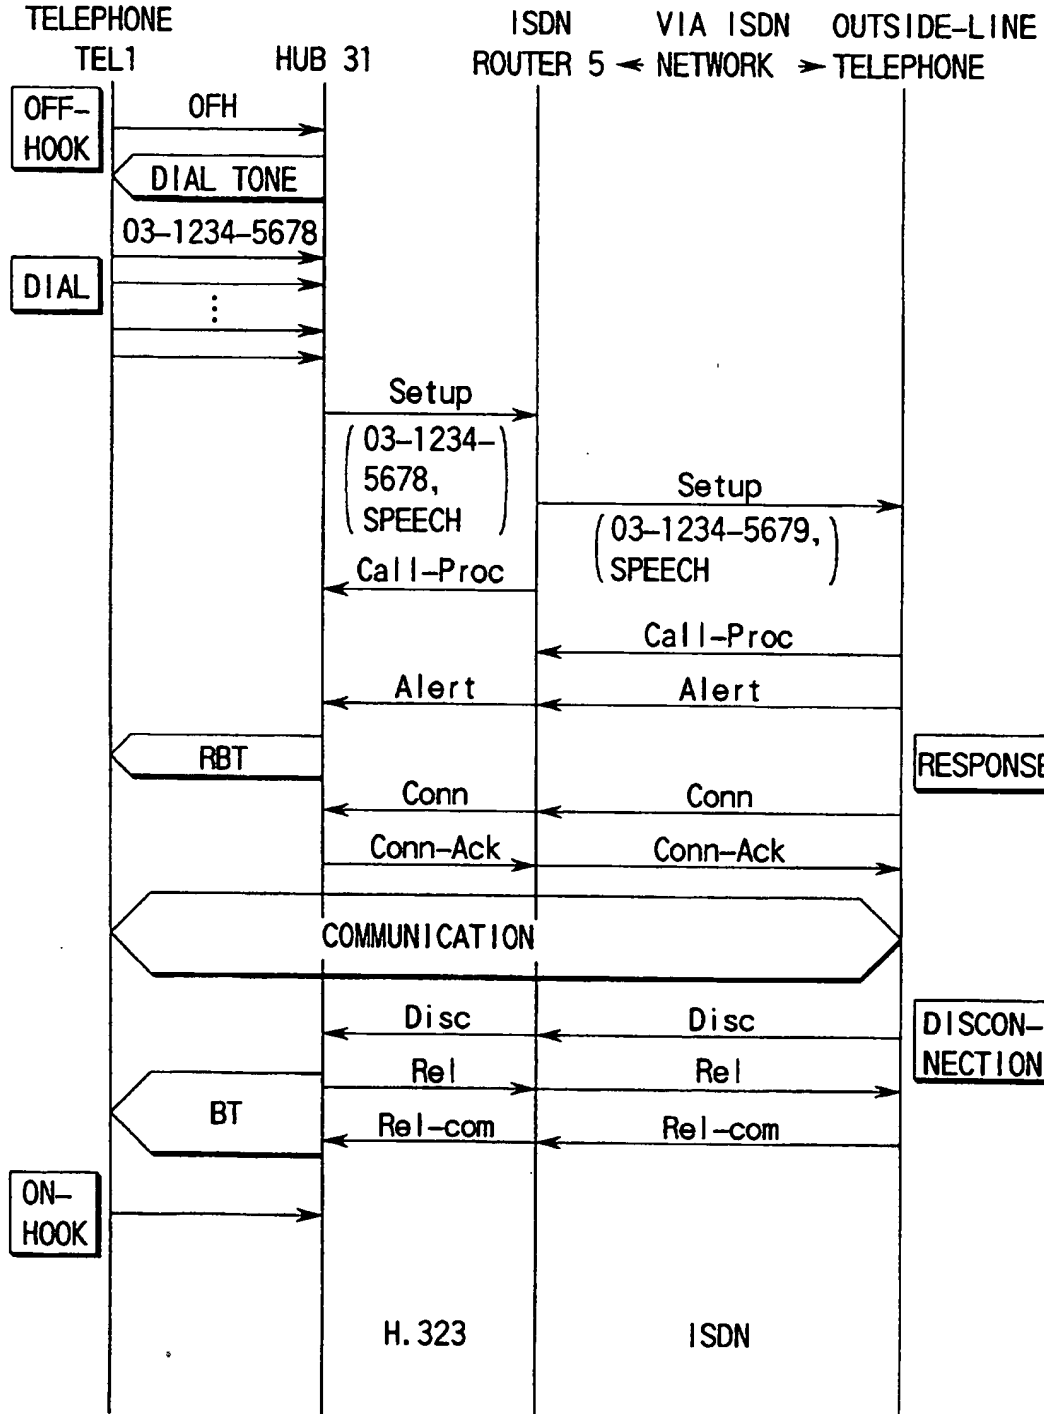 TELEPHONE
TEL1
HUB 31
ISDN
ROUTER 5
VIA ISDN
NETWORK
OUTSIDE-LINE
TELEPHONE
OFF-
HOOK
OFH
DIAL TONE
03-1234-5678
DIAL
Setup
(03-1234-
5678,
SPEECH)
Setup
(03-1234-5679,
SPEECH)
Call-Proc
Call-Proc
Alert
Alert
RBT
RESPONSE
Conn
Conn
Conn-Ack
Conn-Ack
COMMUNICATION
Disc
Disc
DISCON-
NECTION
Rel
Rel
BT
Rel-com
Rel-com
ON-
HOOK
H.323
ISDN